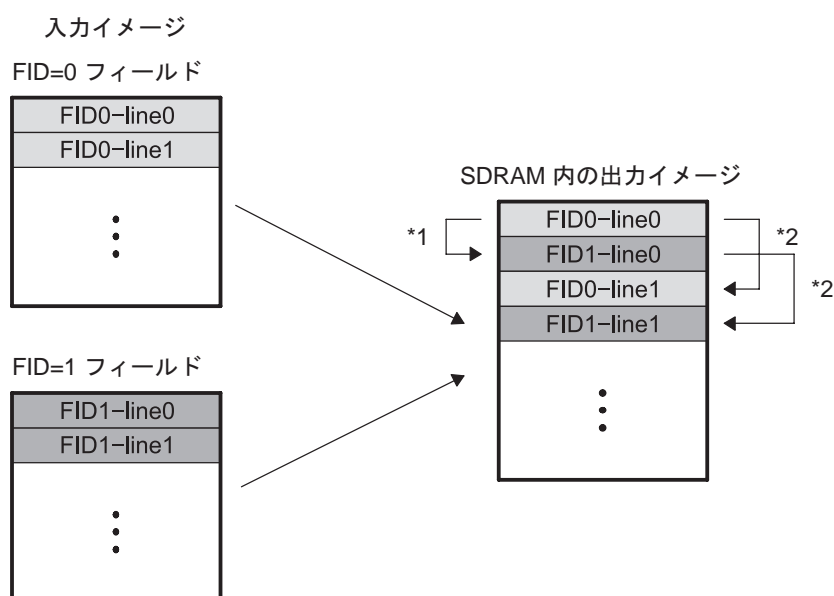 入力イメージ
FID=0 フィールド
FID0-line0
FID0-line1
FID=1 フィールド
FID1-line0
FID1-line1
SDRAM 内の出力イメージ
*1
FID0-line0
FID1-line0
FID0-line1
FID1-line1
*2
*2